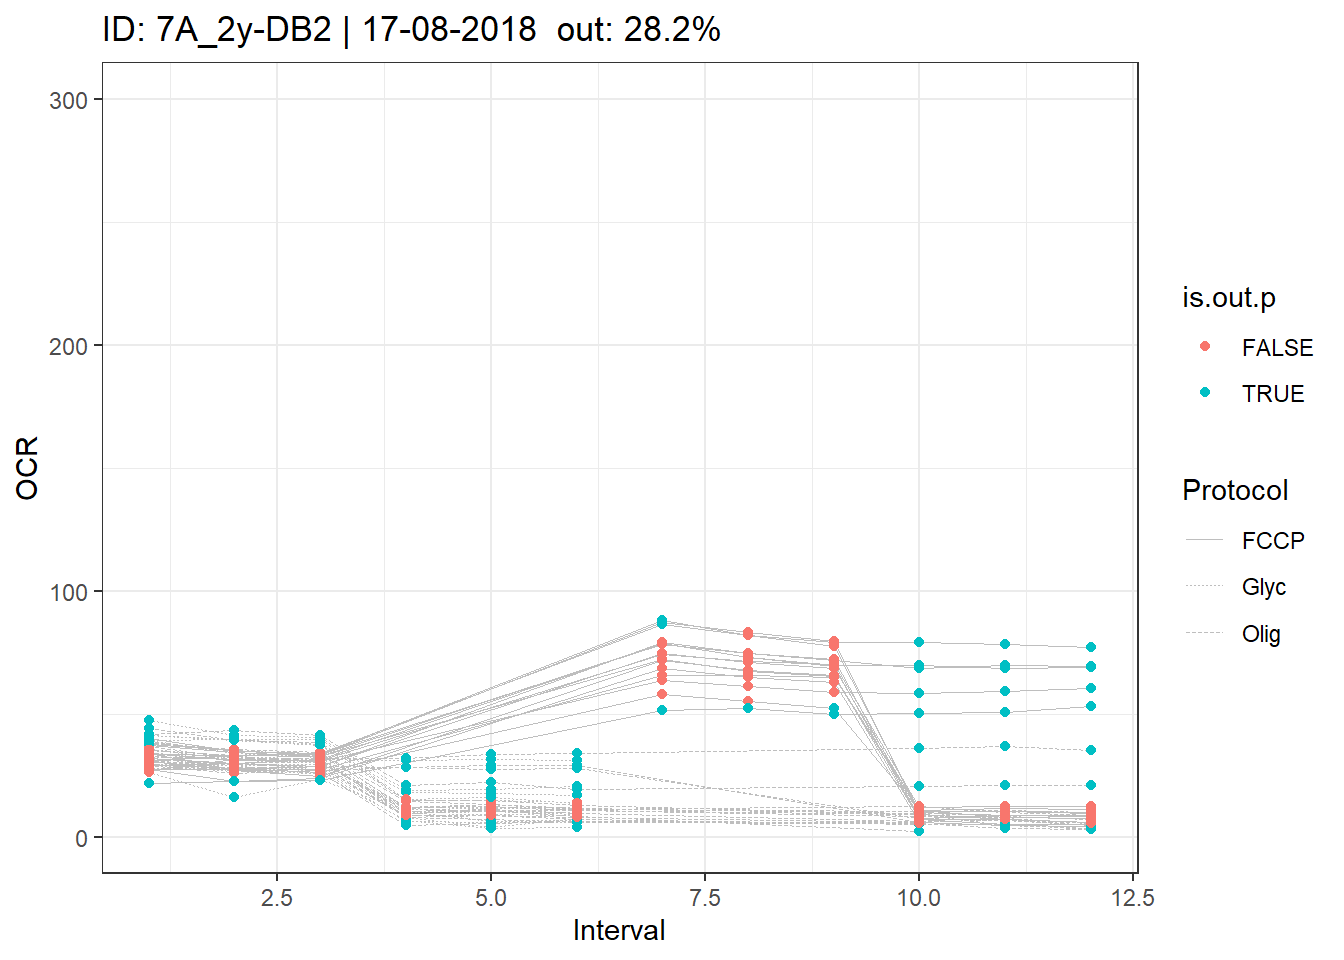 ID: 7A_2y-DB2 | 17-08-2018  out: 28.2%
300
200
100
0
OCR
2.5 5.0 7.5 10.0 12.5
Interval
is.out.p
FALSE
TRUE
Protocol
FCCP
Glyc
Olig